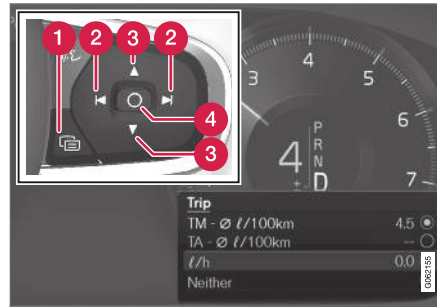 1
2
3
2
4
3
3
4
5
6
7
4
P
R
N
D
±
Trip
TM - Ø ℓ/100km 4.5
TA - Ø ℓ/100km --
ℓ/h 0.0
Neither
G062155